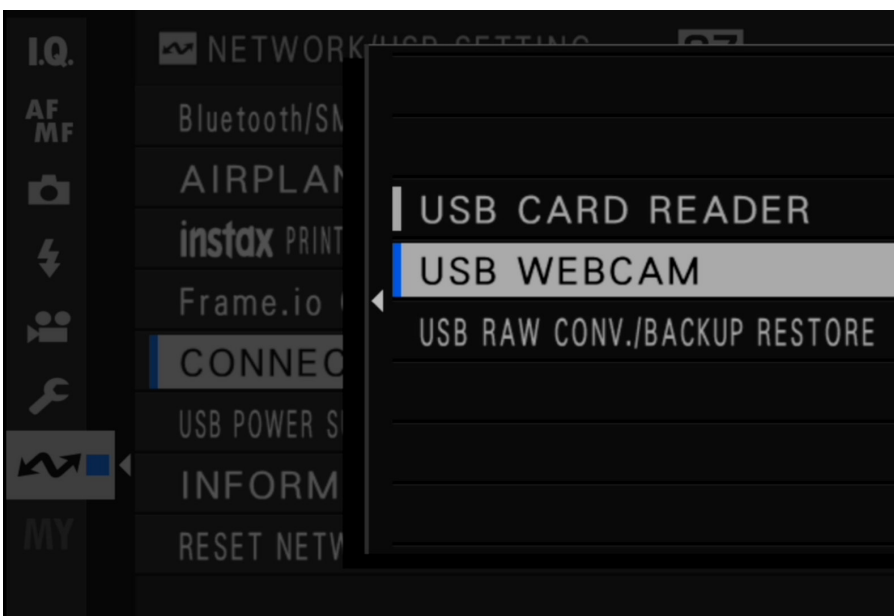 I.Q.
AF
MF
MY
NETWORK/USB SETTING
Bluetooth/SM
AIRPLAN
instax PRINT
Frame.io
CONNEC
USB POWER S
INFORM
RESET NETW
USB CARD READER
USB WEBCAM
USB RAW CONV./BACKUP RESTORE